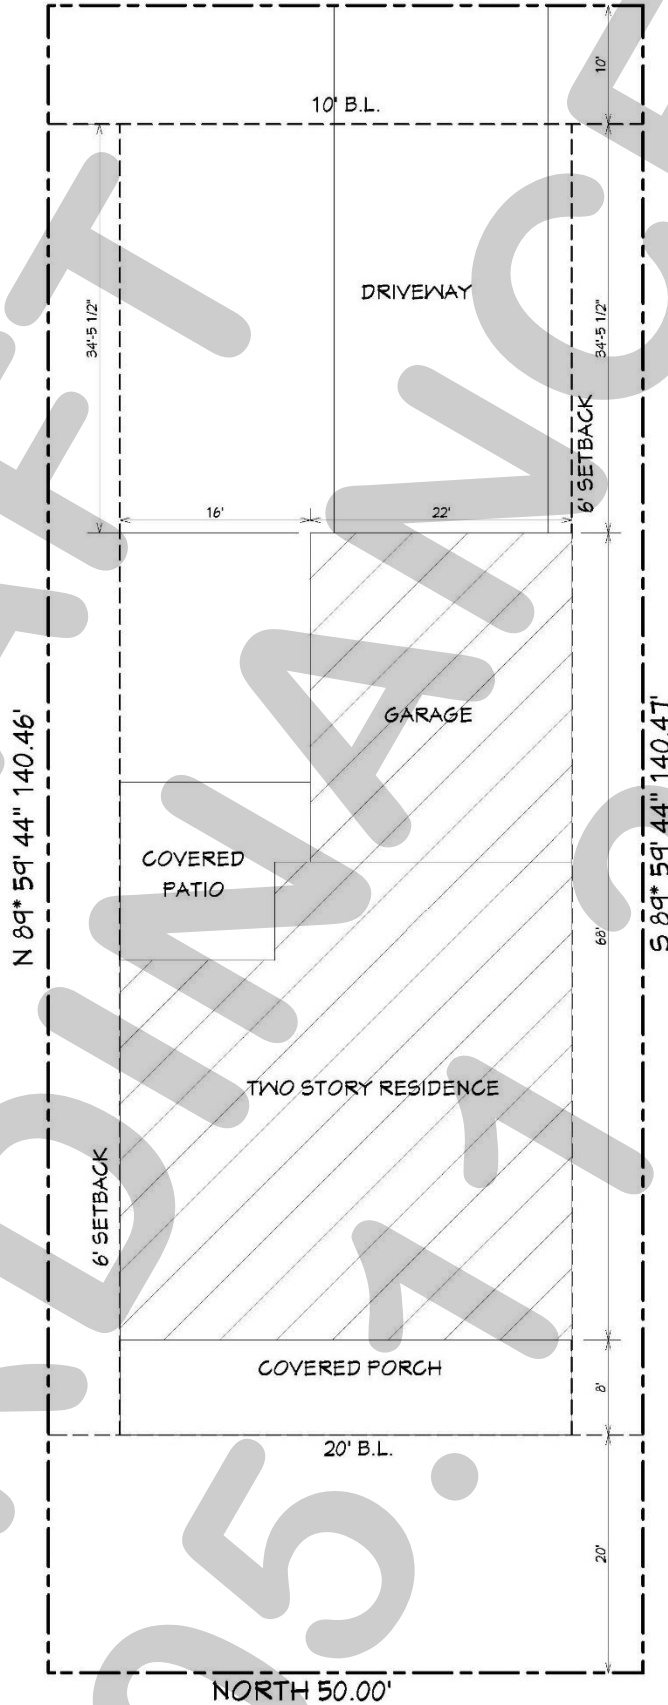 10'
10' B.L.
DRIVEWAY
34'-5 1/2"
34'-5 1/2"
6' SETBACK
16'
22'
GARAGE
N 89* 59' 44" 140.46'
S 89* 59' 44" 140.47'
COVERED
PATIO
68'
TWO STORY RESIDENCE
6' SETBACK
COVERED PORCH
8'
20' B.L.
20'
NORTH 50.00'